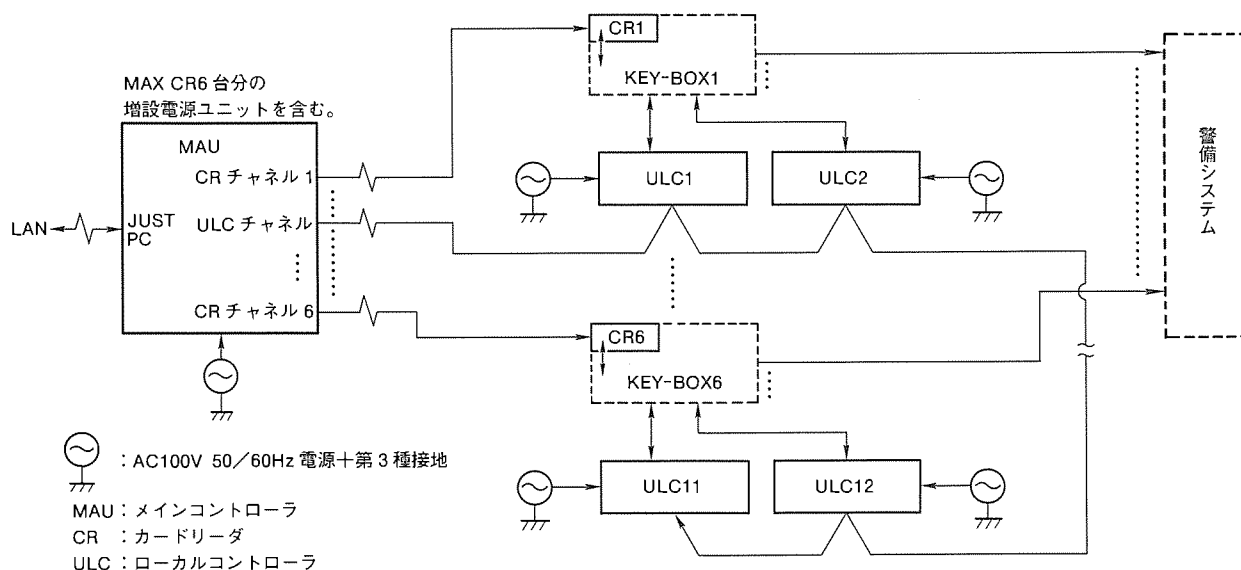 MAX CR6 台分の
増設電源ユニットを含む。
MAU
CR チャネル 1
ULC チャネル
CR チャネル 6
LAN
JUST
PC
CR1
KEY-BOX1
ULC1
ULC2
CR6
KEY-BOX6
ULC11
ULC12
警備システム
：AC100V 50／60Hz 電源＋第3種接地
MAU：メインコントローラ
CR ：カードリーダ
ULC：ローカルコントローラ